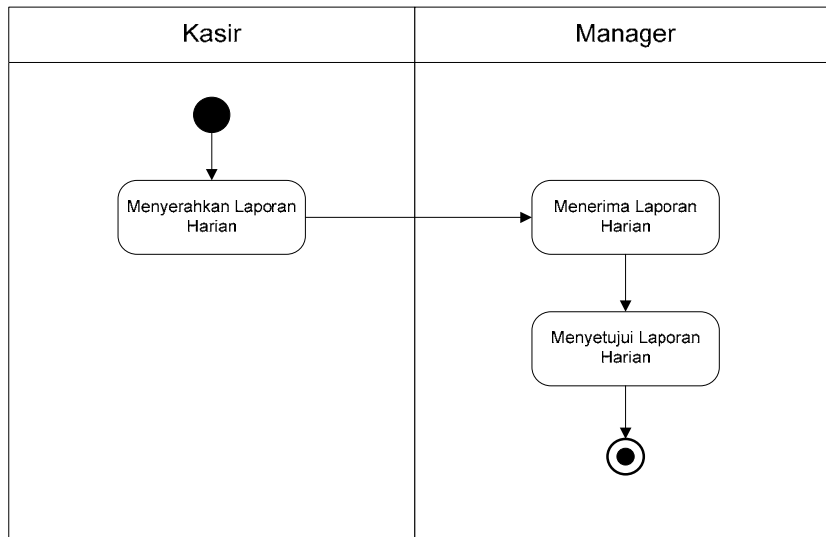 Kasir
Manager
Menyerahkan Laporan
Harian
Menerima Laporan
Harian
Menyetujui Laporan
Harian